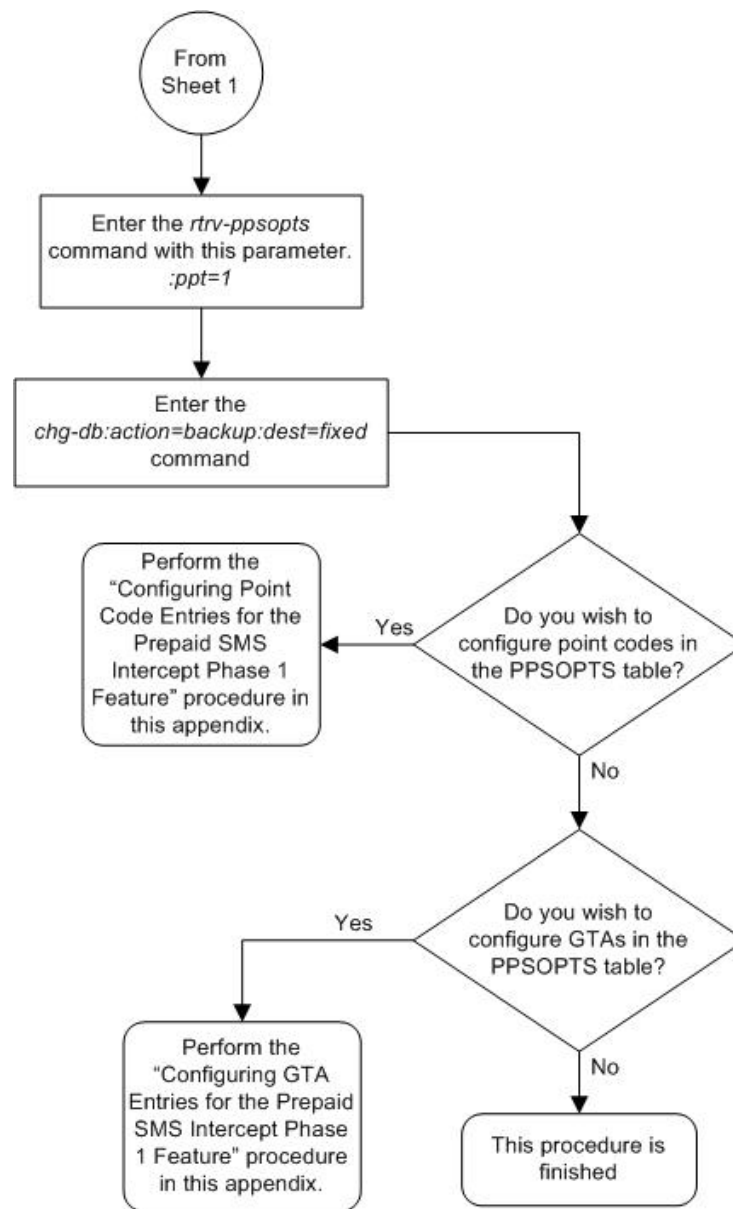 From
Sheet 1
Enter the rtrv-ppsopts
command with this parameter.
:ppt=1
Enter the
chg-db:action=backup:dest=fixed
command
Do you wish to
configure point codes in
the PPSOPTS table?
Yes
Perform the
“Configuring Point
Code Entries for the
Prepaid SMS
Intercept Phase 1
Feature” procedure in
this appendix.
No
Do you wish to
configure GTAs in the
PPSOPTS table?
Yes
Perform the
“Configuring GTA
Entries for the Prepaid
SMS Intercept Phase
1 Feature” procedure
in this appendix.
No
This procedure is
finished